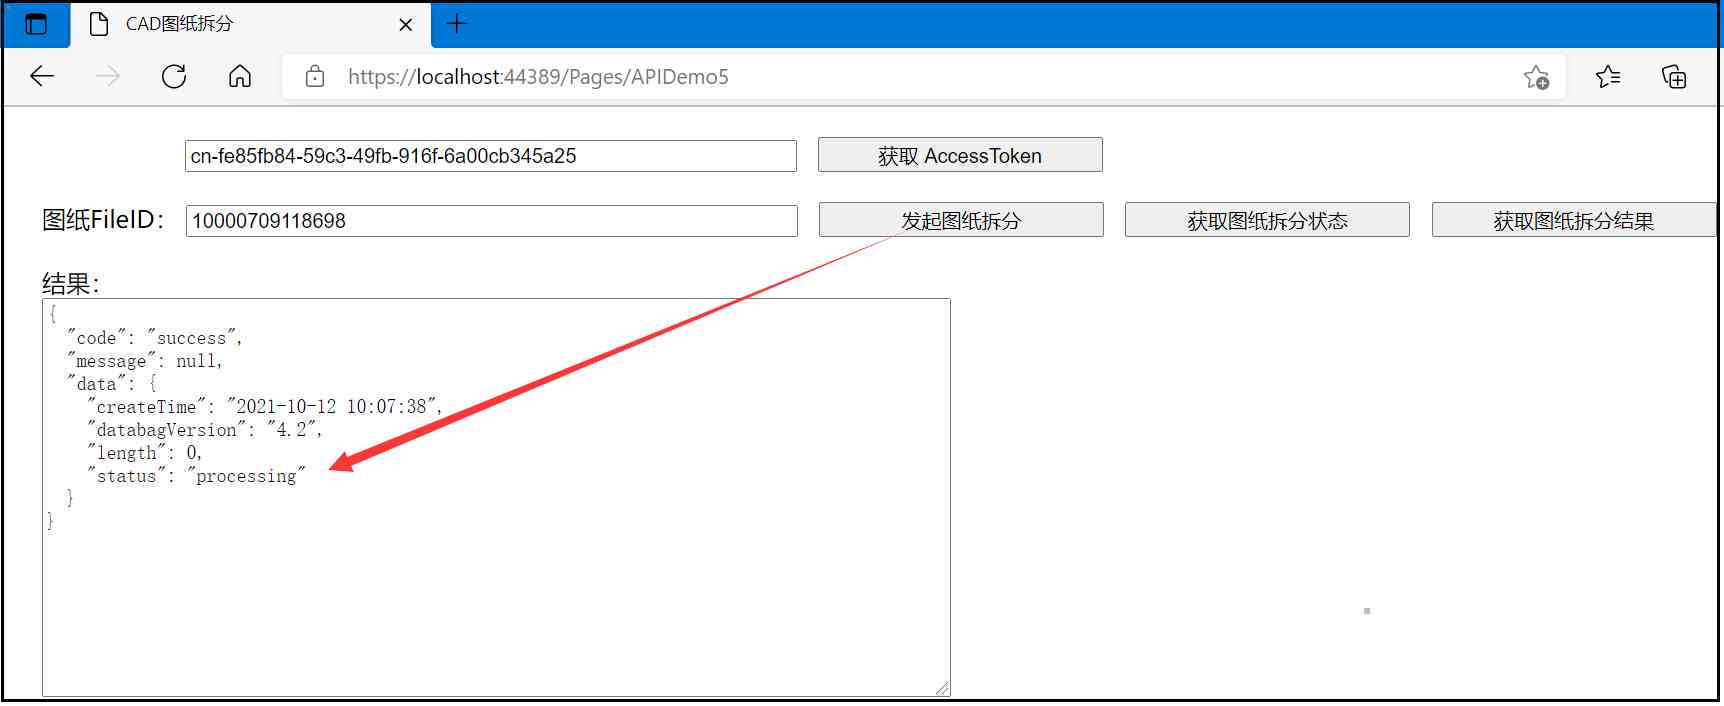 CAD图纸拆分
https://localhost:44389/Pages/APIDemo5
cn-fe85fb84-59c3-49fb-916f-6a00cb345a25 获取 AccessToken
图纸FileID: 10000709118698 发起图纸拆分 获取图纸拆分状态 获取图纸拆分结果
结果:
{
"code": "success",
"message": null,
"data": {
"createTime": "2021-10-12 10:07:38",
"databagVersion": "4.2",
"length": 0,
"status": "processing"
}
}